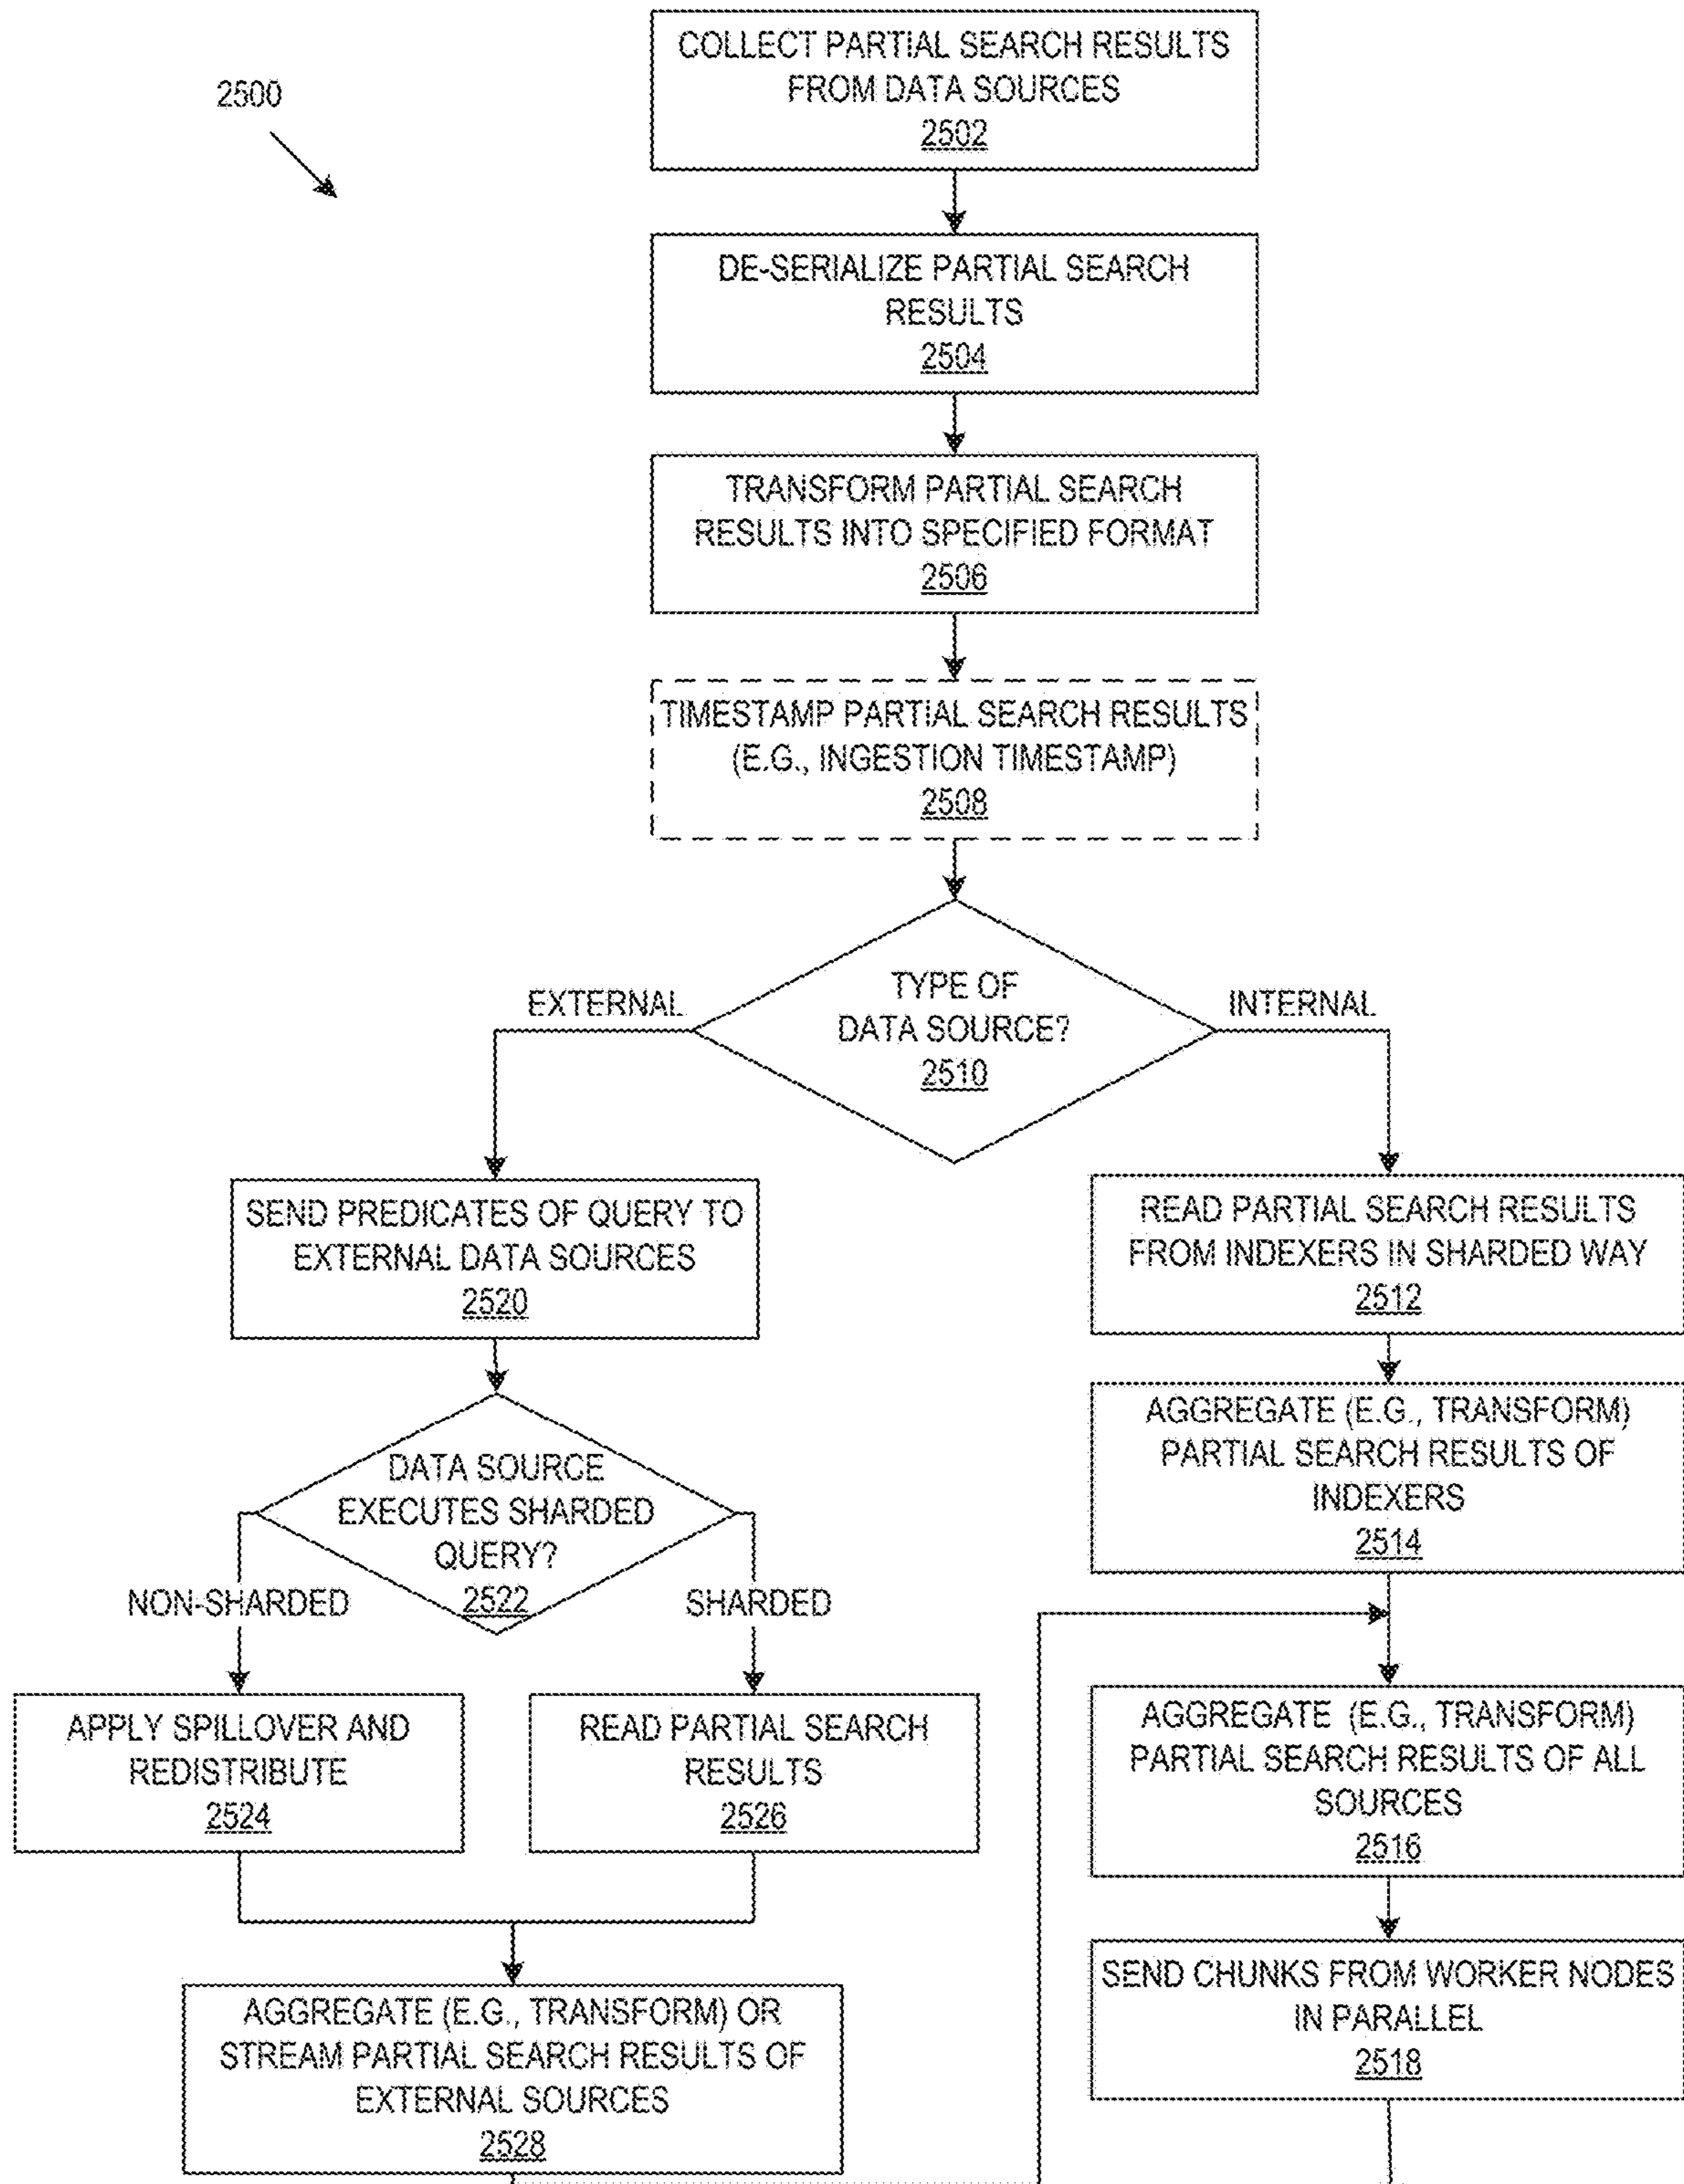 2500
COLLECT PARTIAL SEARCH RESULTS
FROM DATA SOURCES
2502
DE-SERIALIZE PARTIAL SEARCH
RESULTS
2504
TRANSFORM PARTIAL SEARCH
RESULTS INTO SPECIFIED FORMAT
2506
TIMESTAMP PARTIAL SEARCH RESULTS
(E.G., INGESTION TIMESTAMP)
2508
TYPE OF
DATA SOURCE?
2510
EXTERNAL
INTERNAL
SEND PREDICATES OF QUERY TO
EXTERNAL DATA SOURCES
2520
DATA SOURCE
EXECUTES SHARDED
QUERY?
2522
NON-SHARDED
SHARDED
APPLY SPILLOVER AND
REDISTRIBUTE
2524
READ PARTIAL SEARCH
RESULTS
2526
AGGREGATE (E.G., TRANSFORM) OR
STREAM PARTIAL SEARCH RESULTS OF
EXTERNAL SOURCES
2528
READ PARTIAL SEARCH RESULTS
FROM INDEXERS IN SHARDED WAY
2512
AGGREGATE (E.G., TRANSFORM)
PARTIAL SEARCH RESULTS OF
INDEXERS
2514
AGGREGATE (E.G., TRANSFORM)
PARTIAL SEARCH RESULTS OF ALL
SOURCES
2516
SEND CHUNKS FROM WORKER NODES
IN PARALLEL
2518